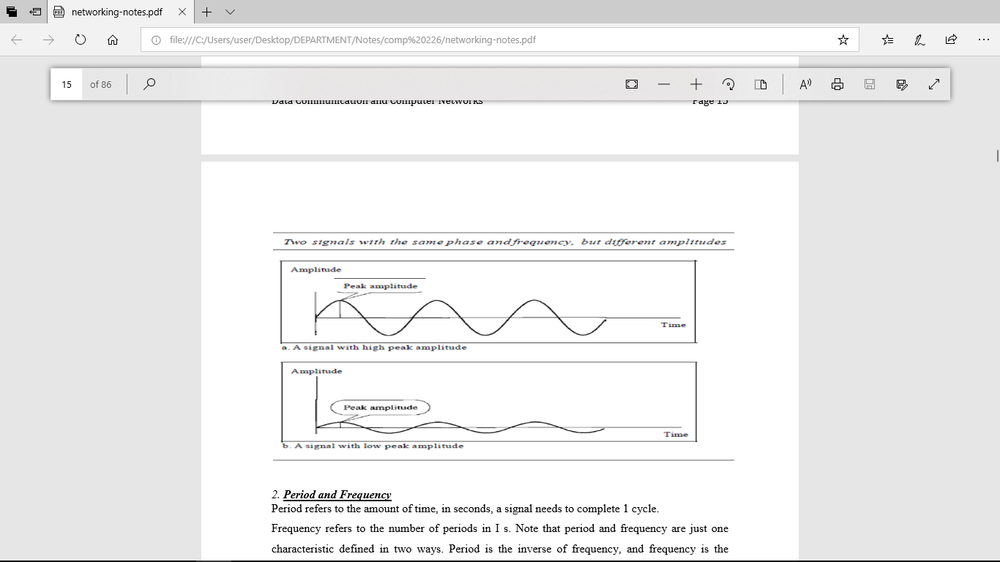 networking-notes.pdf
file:///C:/Users/user/Desktop/DEPARTMENT/Notes/comp%20226/networking-notes.pdf
15 of 86
Data Communication and Computer Networks Page 15
Two signals with the same phase and frequency, but different amplitudes
Amplitude
Peak amplitude
Time
a. A signal with high peak amplitude
Amplitude
Peak amplitude
Time
b. A signal with low peak amplitude
2. Period and Frequency
Period refers to the amount of time, in seconds, a signal needs to complete 1 cycle.
Frequency refers to the number of periods in I s. Note that period and frequency are just one
characteristic defined in two ways. Period is the inverse of frequency, and frequency is the